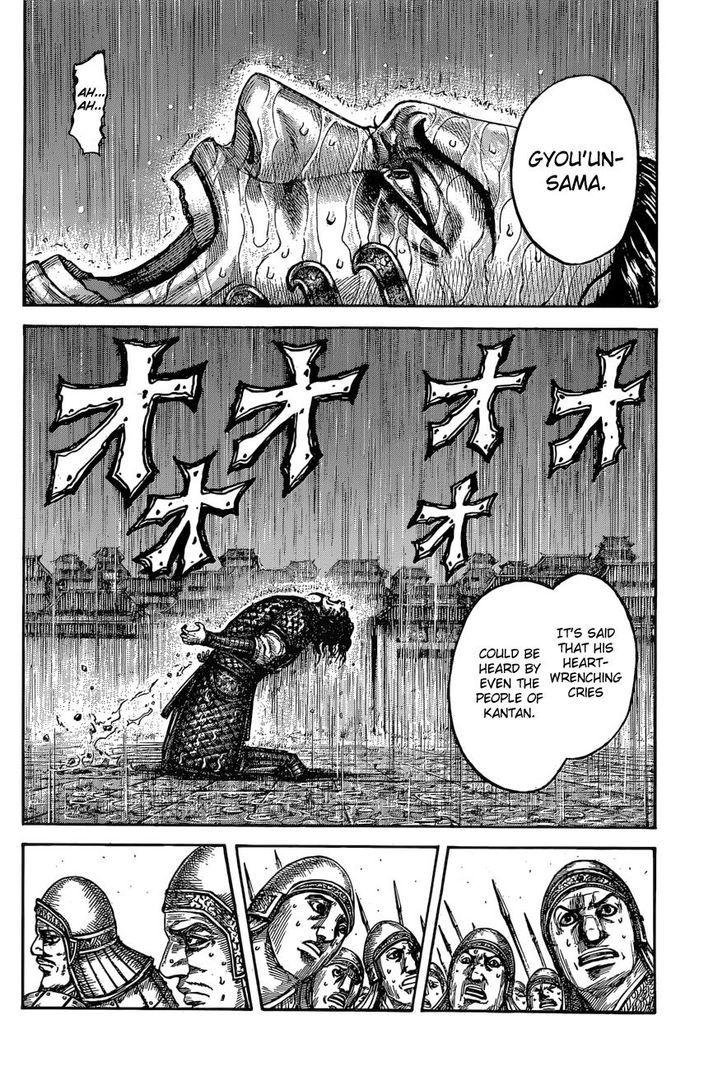 GYOU'UN-
SAMA.
AH...
AH...
オ
オ
オ
オ
オ
オ
IT'S SAID
THAT HIS
HEART-
WRENCHING
CRIES
COULD BE
HEARD BY
EVEN THE
PEOPLE OF
KANTAN.